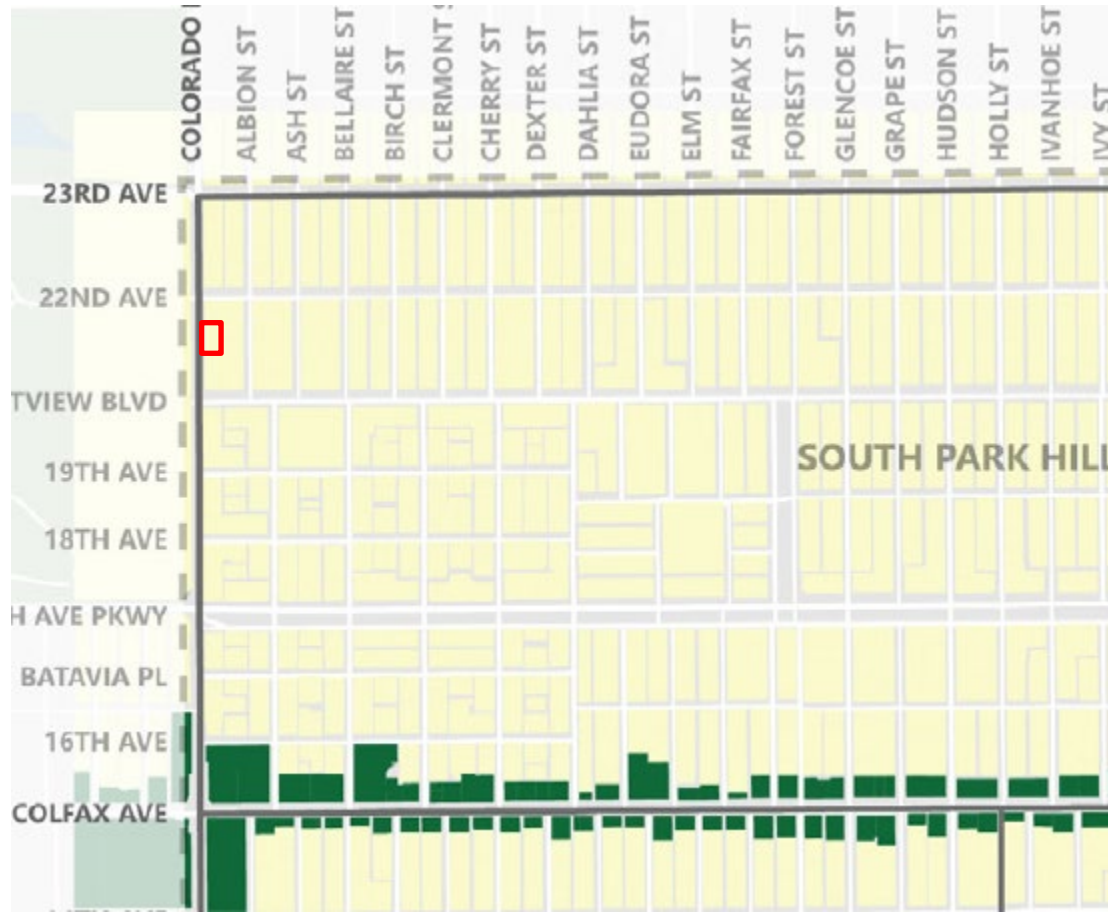 COLORADO
ALBION ST
ASH ST
BELLAIRE ST
BIRCH ST
CLERMONT S
CHERRY ST
DEXTER ST
DAHLIA ST
EUDORA ST
ELM ST
FAIRFAX ST
FOREST ST
GLENCOE ST
GRAPE ST
HUDSON ST
HOLLY ST
IVANHOE ST
IVY ST
23RD AVE
22ND AVE
TVIEW BLVD
SOUTH PARK HILL
19TH AVE
18TH AVE
H AVE PKWY
BATAVIA PL
16TH AVE
COLFAX AVE